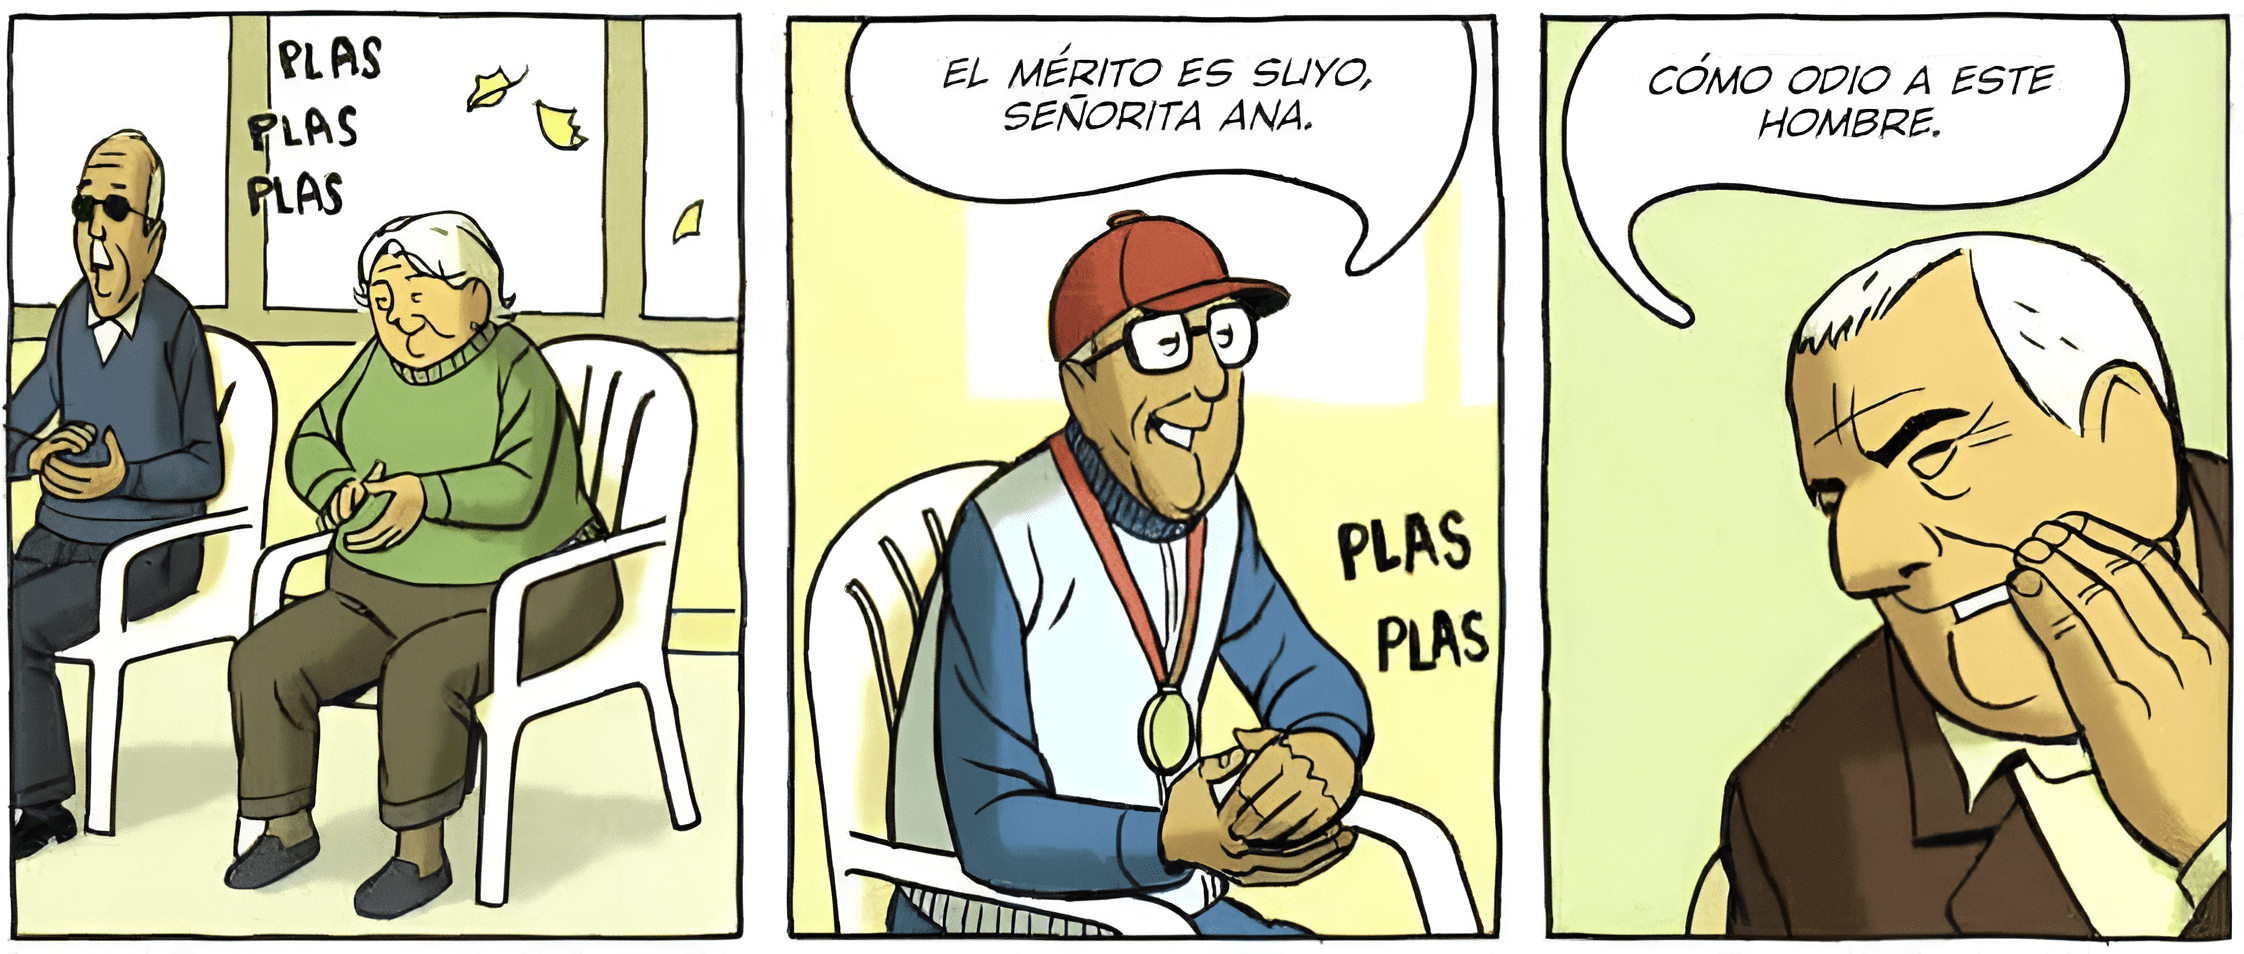 PLAS
PLAS
PLAS
EL MÉRITO ES SUYO,
SEÑORITA ANA.
PLAS
PLAS
CÓMO ODIO A ESTE
HOMBRE.